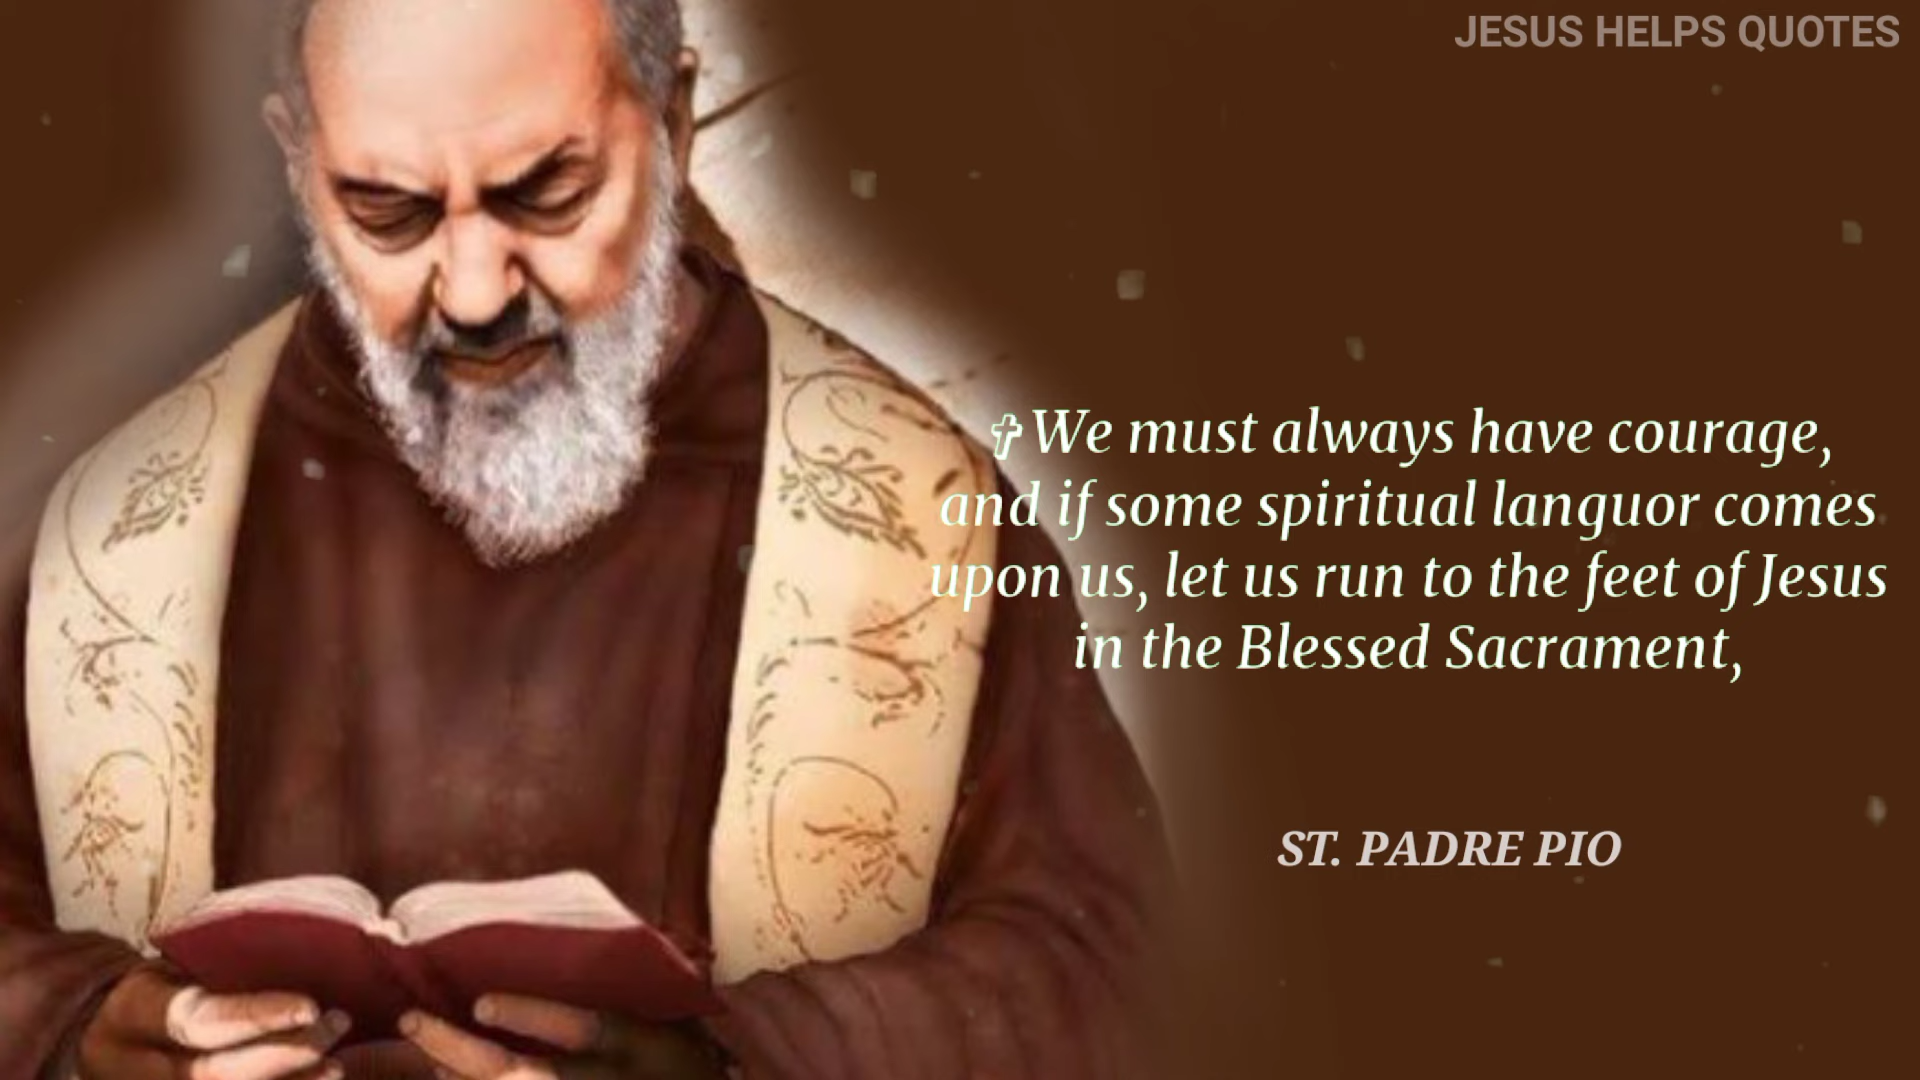 JESUS HELPS QUOTES
✝We must always have courage,
and if some spiritual languor comes
upon us, let us run to the feet of Jesus
in the Blessed Sacrament,
ST. PADRE PIO